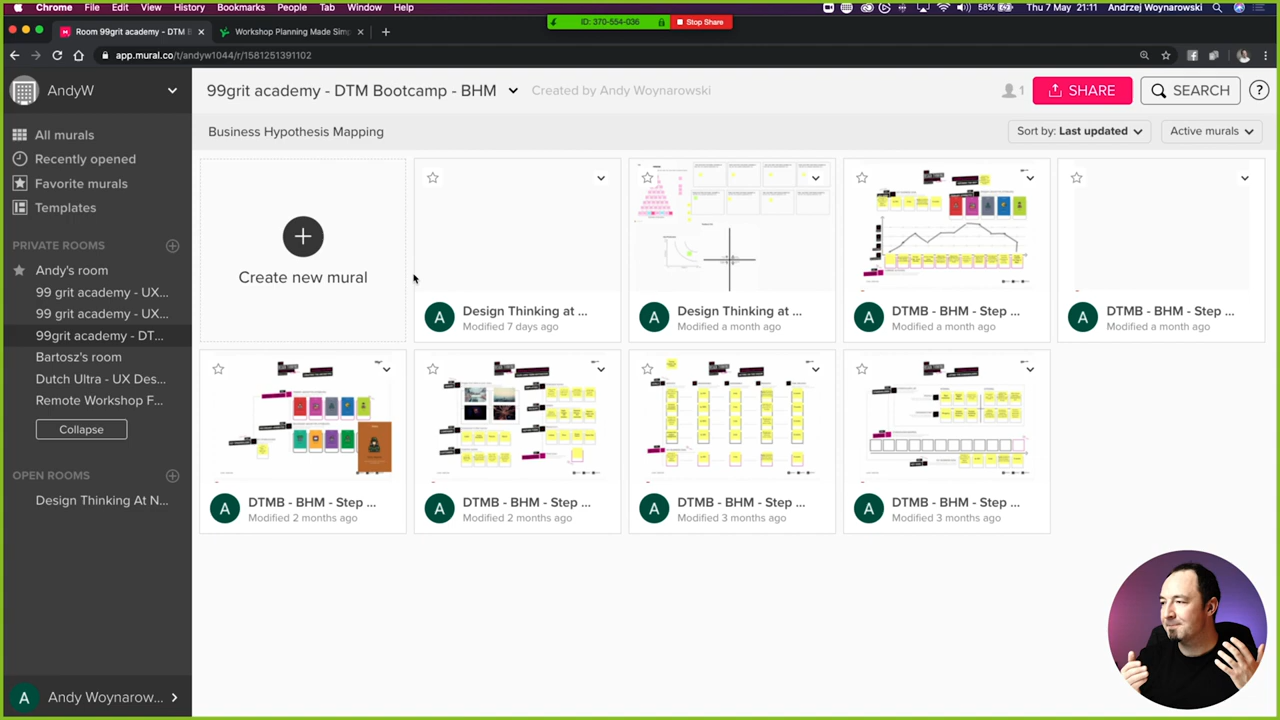 Chrome File Edit View History Bookmarks People Tab Window Help
ID: 370-554-036 Stop Share
58% Thu 7 May 21:11 Andrzej Woynarowski
Room 99grit academy - DTM B
Workshop Planning Made Simp
app.mural.co/t/andyw1044/r/1581251391102
AndyW
99grit academy - DTM Bootcamp - BHM
Created by Andy Woynarowski
1
SHARE
SEARCH
?
Business Hypothesis Mapping
Sort by: Last updated
Active murals
All murals
Recently opened
Favorite murals
Templates
PRIVATE ROOMS
Andy's room
99 grit academy - UX...
99 grit academy - UX...
99grit academy - DT...
Bartosz's room
Dutch Ultra - UX Des...
Remote Workshop F...
Collapse
OPEN ROOMS
Design Thinking At N...
A Andy Woynarow...
Create new mural
A Design Thinking at ...
Modified 7 days ago
A Design Thinking at ...
Modified a month ago
A DTMB - BHM - Step ...
Modified a month ago
A DTMB - BHM - Step ...
Modified a month ago
A DTMB - BHM - Step ...
Modified 2 months ago
A DTMB - BHM - Step ...
Modified 2 months ago
A DTMB - BHM - Step ...
Modified 3 months ago
A DTMB - BHM - Step ...
Modified 3 months ago